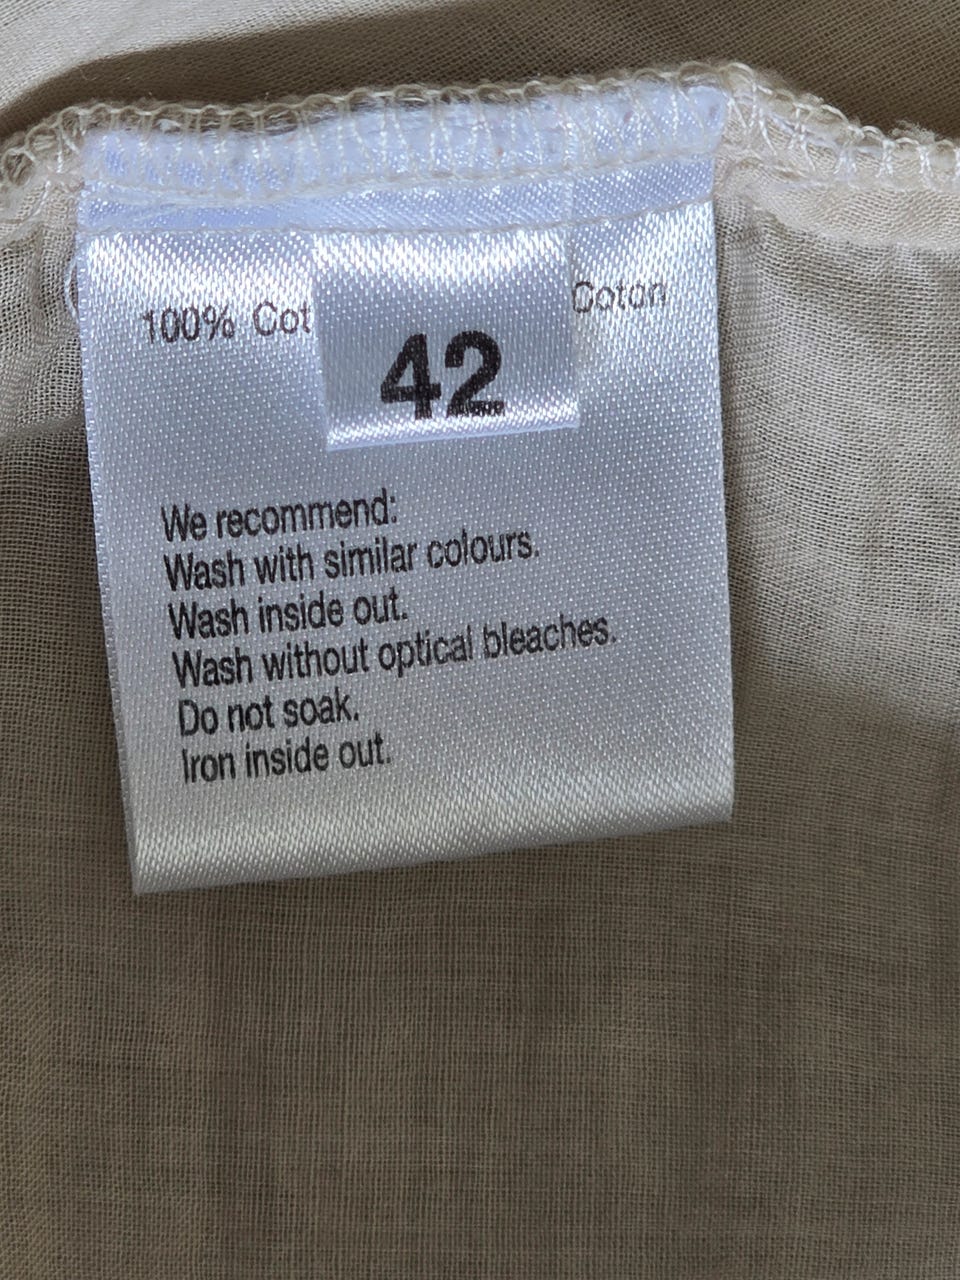 100% Cot
Coton
42
We recommend:
Wash with similar colours.
Wash inside out.
Wash without optical bleaches.
Do not soak.
Iron inside out.